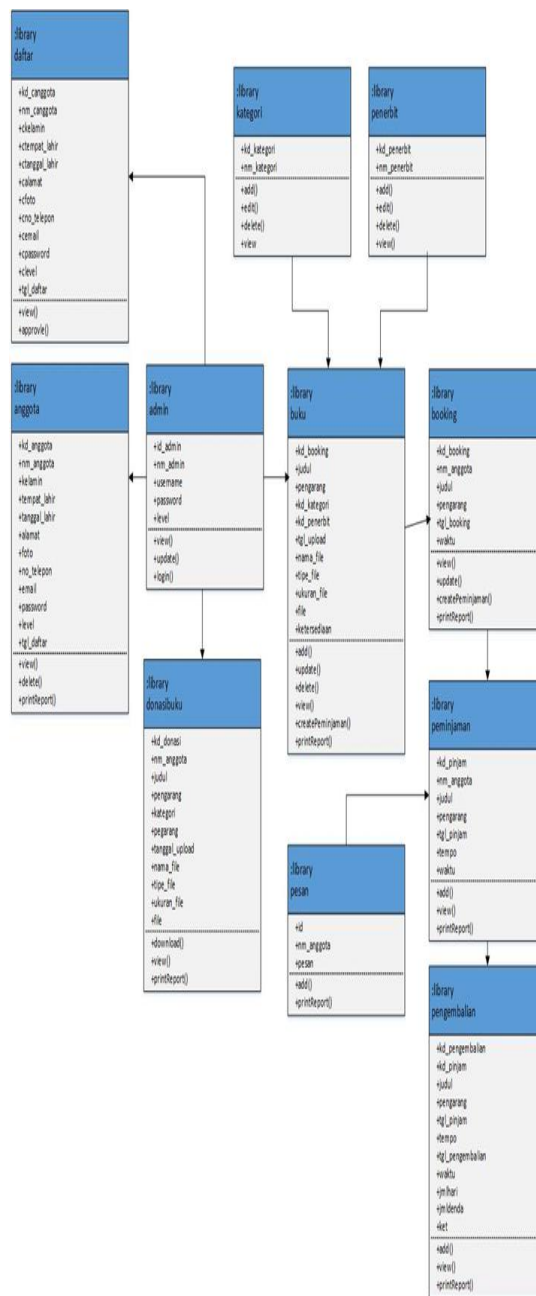 :library
daftar
+kd_canggota
+nm_canggota
+ckelamin
+ctempat_lahir
+ctanggal_lahir
+calamat
+cfoto
+cno_telepon
+cemail
+cpassword
+clevel
+tgl_daftar
+view()
+approvle()
:library
kategori
+kd_kategori
+nm_kategori
+add()
+edit()
+delete()
+view
:library
penerbit
+kd_penerbit
+nm_penerbit
+add()
+edit()
+delete()
+view()
:library
anggota
+kd_anggota
+nm_anggota
+kelamin
+tempat_lahir
+tanggal_lahir
+alamat
+foto
+no_telepon
+email
+password
+level
+tgl_daftar
+view()
+delete()
+printReport()
:library
admin
+id_admin
+nm_admin
+username
+password
+level
+view()
+update()
+login()
:library
buku
+kd_booking
+judul
+pengarang
+kd_kategori
+kd_penerbit
+tgl_upload
+nama_file
+tipe_file
+ukuran_file
+file
+ketersediaan
+add()
+update()
+delete()
+view()
+createPeminjaman()
+printReport()
:library
booking
+kd_booking
+nm_anggota
+judul
+pengarang
+tgl_booking
+waktu
+view()
+update()
+createPeminjaman()
+printReport()
:library
donasibuku
+kd_donasi
+nm_anggota
+judul
+pengarang
+kategori
+pegarang
+tanggal_upload
+nama_file
+tipe_file
+ukuran_file
+file
+download()
+view()
+printReport()
:library
peminjaman
+kd_pinjam
+nm_anggota
+judul
+pengarang
+tgl_pinjam
+tempo
+waktu
+add()
+view()
+printReport()
:library
pesan
+id
+nm_anggota
+pesan
+add()
+printReport()
:library
pengembalian
+kd_pengembalian
+kd_pinjam
+judul
+pengarang
+tgl_pinjam
+tempo
+tgl_pengembalian
+waktu
+jmlhari
+jmldenda
+ket
+add()
+view()
+printReport()